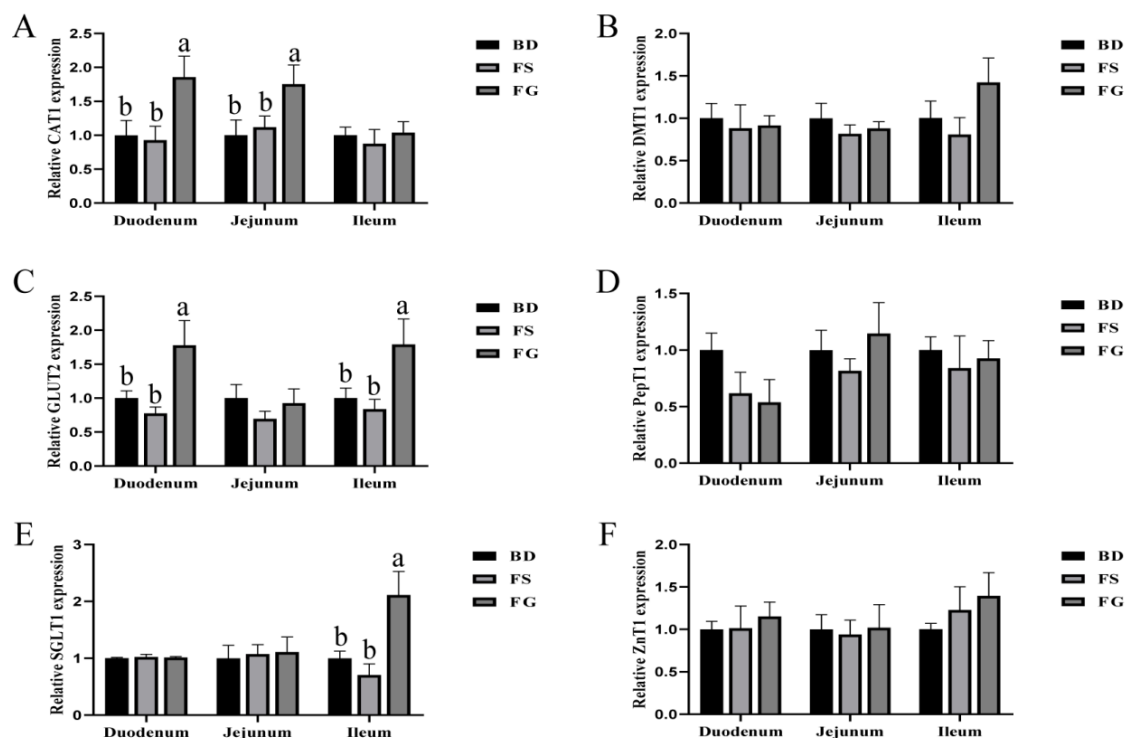 A
Relative CAT1 expression
2.5
2.0
1.5
1.0
0.5
0.0
b
b
a
b
b
a
Duodenum
Jejunum
Ileum
BD
FS
FG
B
Relative DMT1 expression
2.0
1.5
1.0
0.5
0.0
Duodenum
Jejunum
Ileum
BD
FS
FG
C
Relative GLUT2 expression
2.5
2.0
1.5
1.0
0.5
0.0
b
b
a
b
b
a
Duodenum
Jejunum
Ileum
BD
FS
FG
D
Relative PepT1 expression
1.5
1.0
0.5
0.0
Duodenum
Jejunum
Ileum
BD
FS
FG
E
Relative SGLT1 expression
3
2
1
0
b
b
a
Duodenum
Jejunum
Ileum
BD
FS
FG
F
Relative ZnT1 expression
2.0
1.5
1.0
0.5
0.0
Duodenum
Jejunum
Ileum
BD
FS
FG